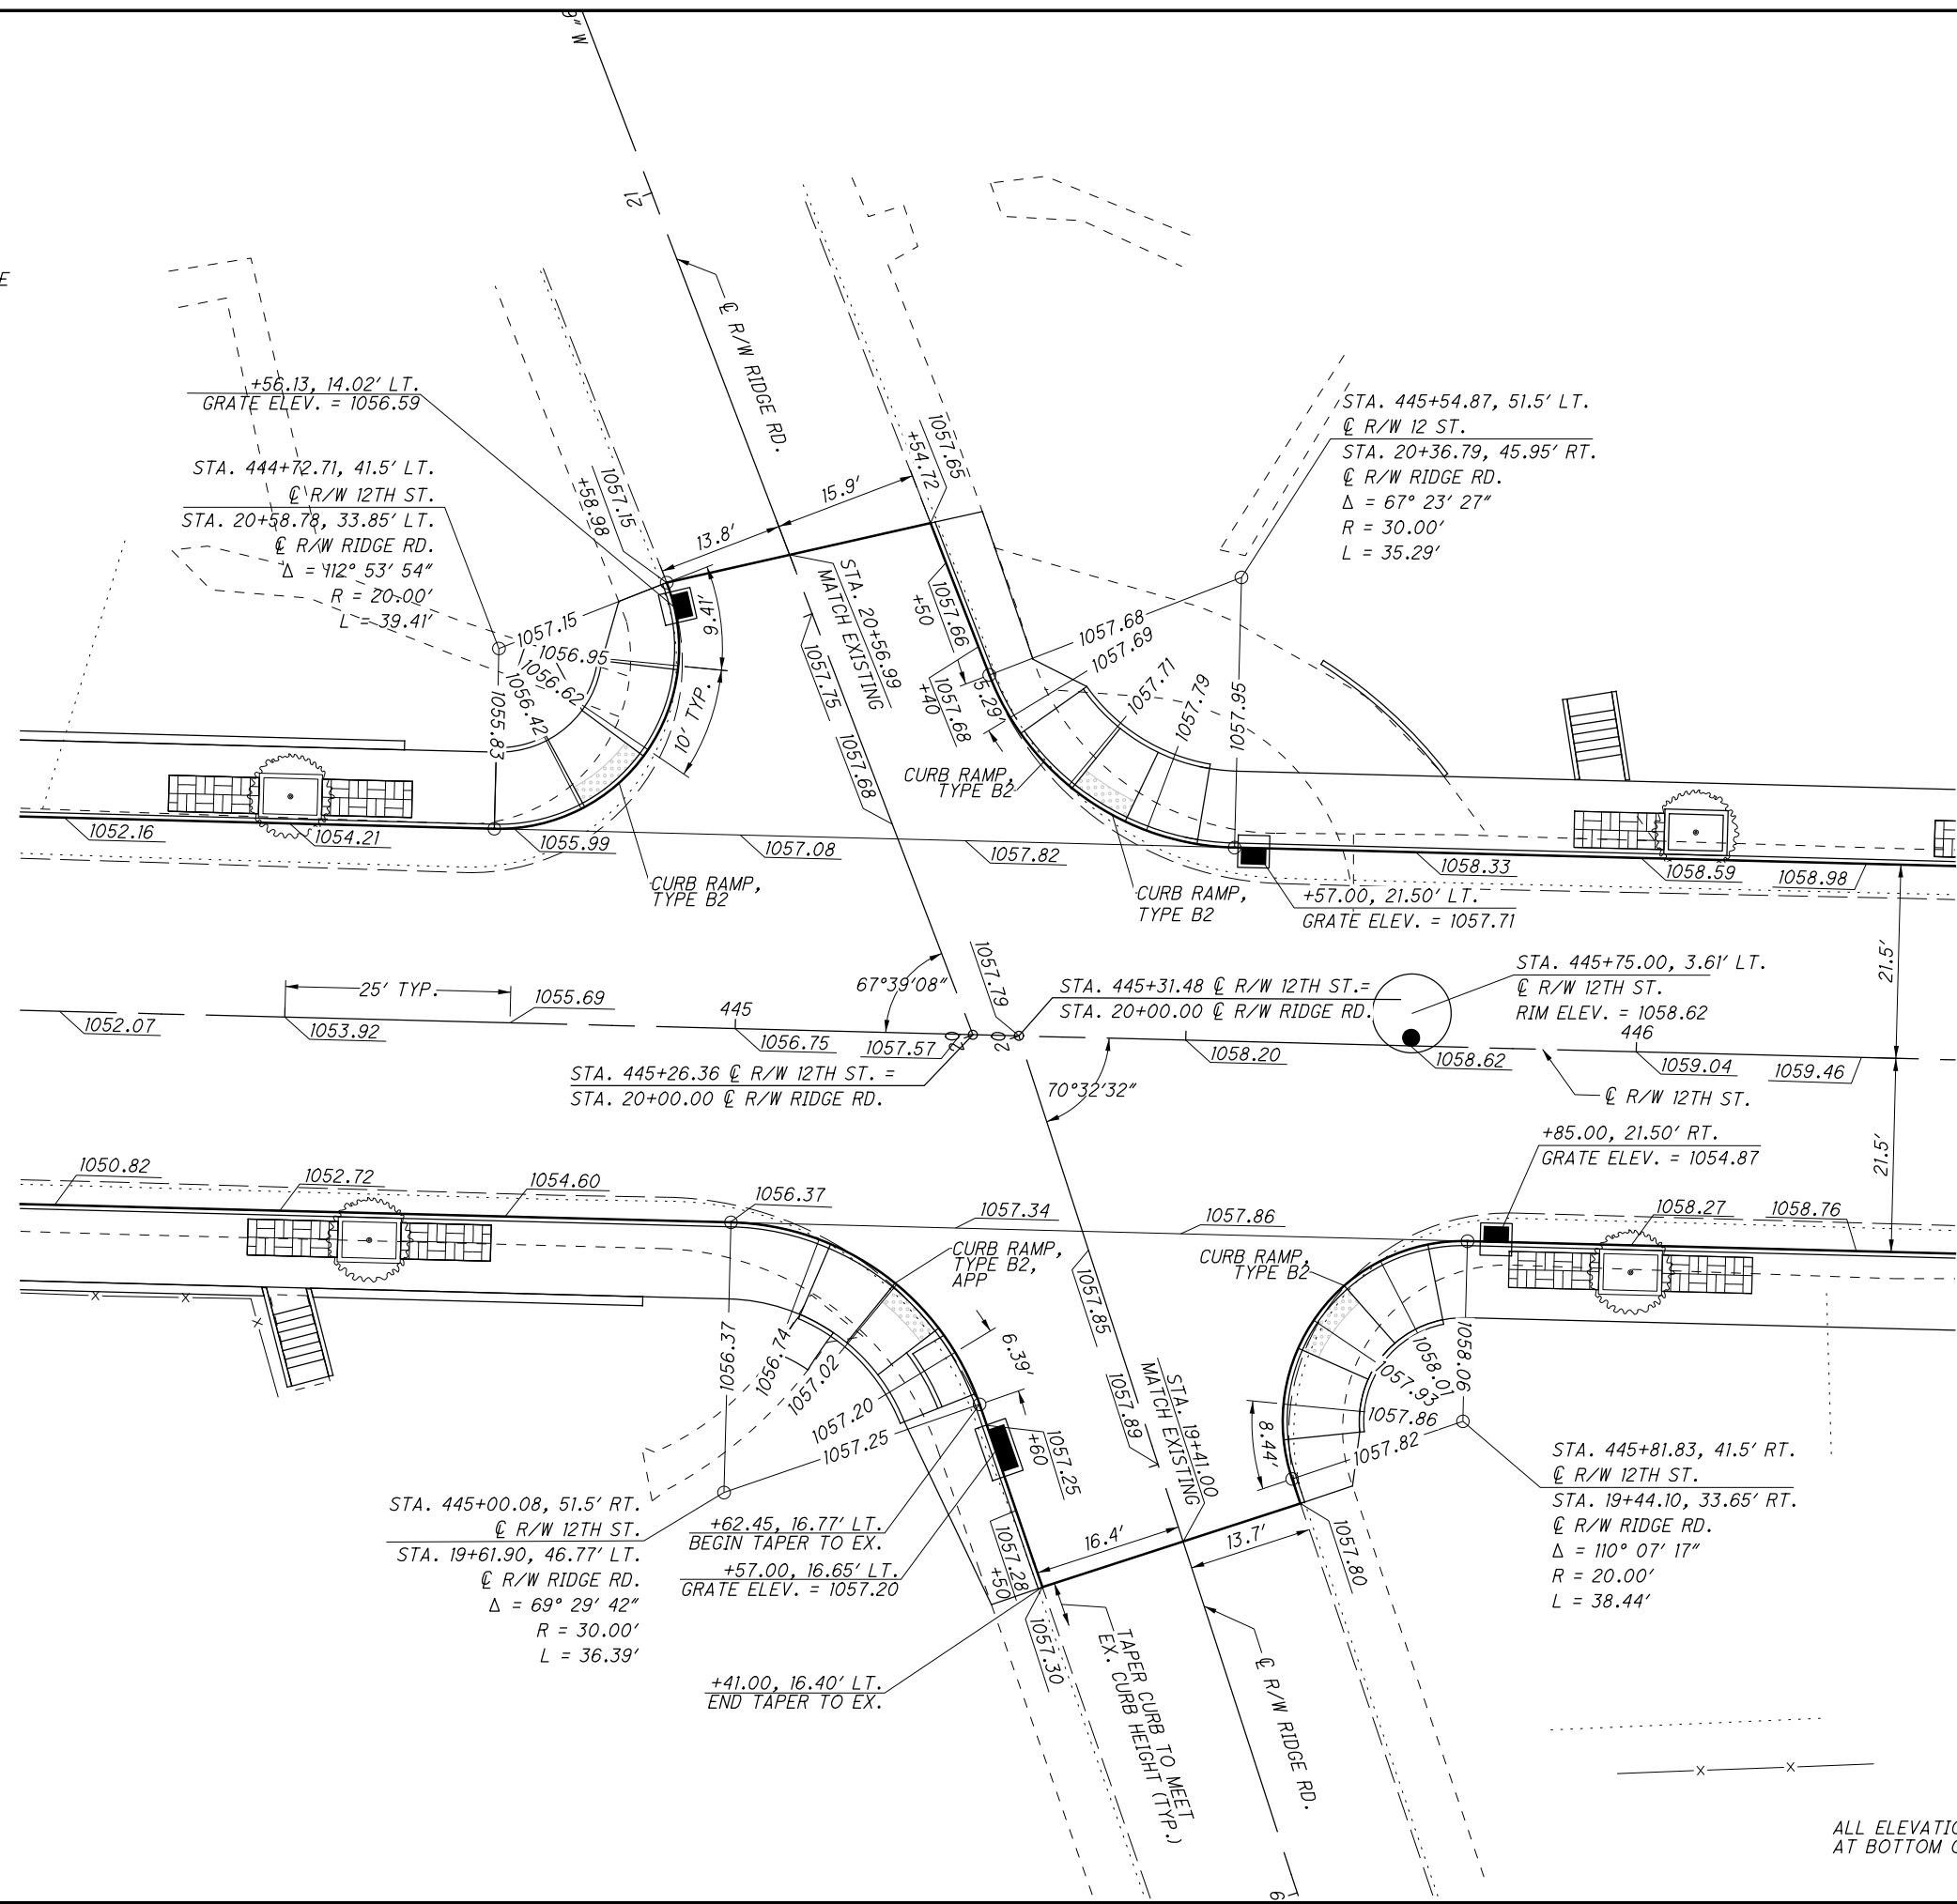 9" W
21
E
℄ R/W RIDGE RD.
+56.13, 14.02' LT.
GRATE ELEV. = 1056.59
STA. 444+72.71, 41.5' LT.
℄ R/W 12TH ST.
STA. 20+58.78, 33.85' LT.
℄ R/W RIDGE RD.
Δ = 112° 53' 54"
R = 20.00'
L = 39.41'
1057.15
+58.98
13.8'
15.9'
+54.72
1057.65
STA. 445+54.87, 51.5' LT.
℄ R/W 12 ST.
STA. 20+36.79, 45.95' RT.
℄ R/W RIDGE RD.
Δ = 67° 23' 27"
R = 30.00'
L = 35.29'
STA. 20+56.99
MATCH EXISTING
9.41'
10' TYP.
1057.15
1056.95
1056.62
1056.42
1055.83
1057.75
1057.68
1057.66
+50
1057.68
+40
5.29'
1057.68
1057.69
1057.71
1057.79
1057.95
CURB RAMP,
TYPE B2
1052.16
1054.21
1055.99
1057.08
1057.82
1058.33
1058.59
1058.98
CURB RAMP,
TYPE B2
CURB RAMP,
TYPE B2
+57.00, 21.50' LT.
GRATE ELEV. = 1057.71
21.5'
25' TYP.
67°39'08"
1057.79
STA. 445+31.48 ℄ R/W 12TH ST.=
STA. 20+00.00 ℄ R/W RIDGE RD.
STA. 445+75.00, 3.61' LT.
℄ R/W 12TH ST.
RIM ELEV. = 1058.62
1052.07
1053.92
1055.69
445
1056.75
1057.57
20
20
1058.20
1058.62
446
1059.04
1059.46
STA. 445+26.36 ℄ R/W 12TH ST. =
STA. 20+00.00 ℄ R/W RIDGE RD.
70°32'32"
℄ R/W 12TH ST.
+85.00, 21.50' RT.
GRATE ELEV. = 1054.87
21.5'
1050.82
1052.72
1054.60
1056.37
1057.34
1057.86
1058.27
1058.76
CURB RAMP,
TYPE B2,
APP
CURB RAMP,
TYPE B2
1057.85
1057.89
STA. 19+41.00
MATCH EXISTING
6.39'
1056.37
1056.74
1057.02
1057.20
1057.25
1057.25
+60
1058.06
1058.01
1057.93
1057.86
1057.82
8.44'
STA. 445+81.83, 41.5' RT.
℄ R/W 12TH ST.
STA. 19+44.10, 33.65' RT.
℄ R/W RIDGE RD.
Δ = 110° 07' 17"
R = 20.00'
L = 38.44'
STA. 445+00.08, 51.5' RT.
℄ R/W 12TH ST.
STA. 19+61.90, 46.77' LT.
℄ R/W RIDGE RD.
Δ = 69° 29' 42"
R = 30.00'
L = 36.39'
+62.45, 16.77' LT.
BEGIN TAPER TO EX.
+57.00, 16.65' LT.
GRATE ELEV. = 1057.20
1057.28
+50
16.4'
13.7'
1057.80
1057.30
+41.00, 16.40' LT.
END TAPER TO EX.
TAPER CURB TO MEET
EX. CURB HEIGHT (TYP.)
℄ R/W RIDGE RD.
ALL ELEVATIO
AT BOTTOM